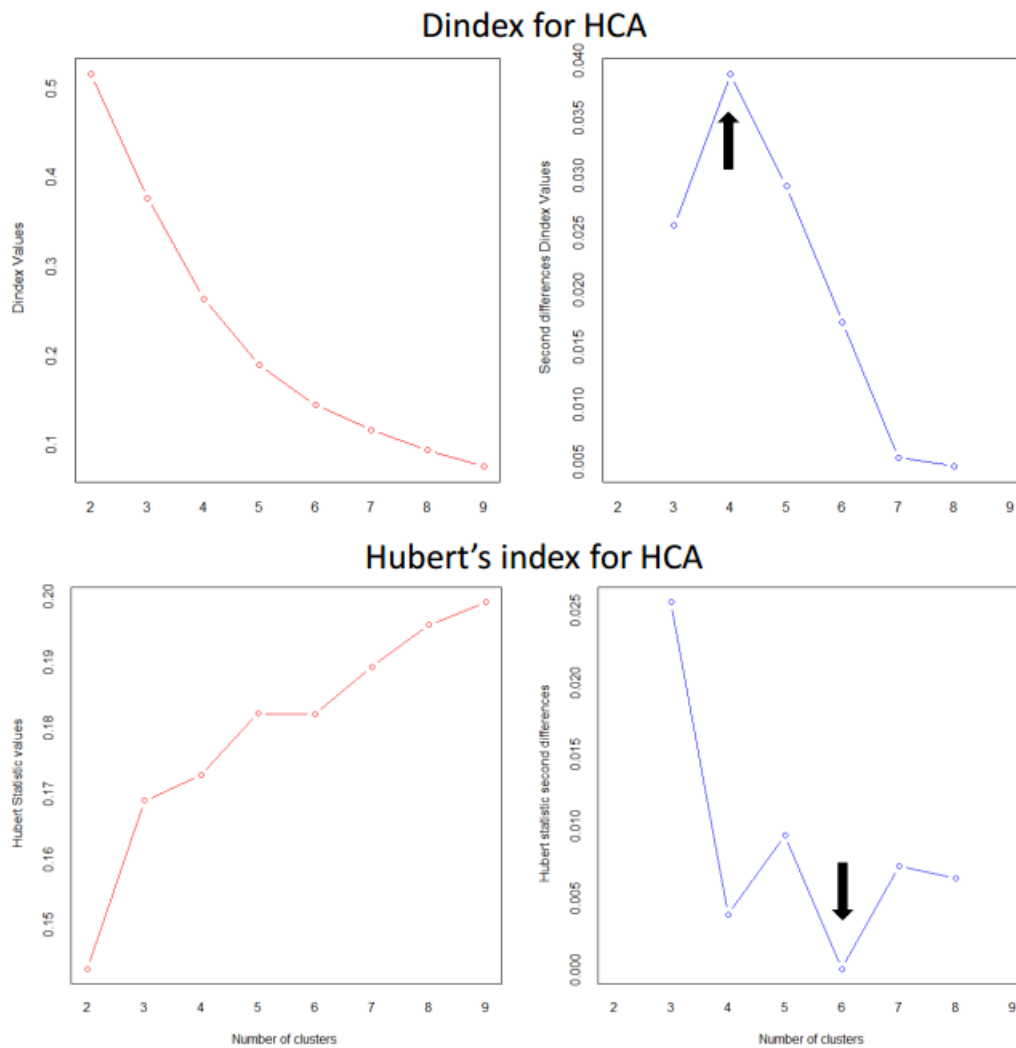 Dindex for HCA
Dindex Values
0.5
0.4
0.3
0.2
0.1
2 3 4 5 6 7 8 9
Second differences Dindex Values
0.040
0.035
0.030
0.025
0.020
0.015
0.010
0.005
2 3 4 5 6 7 8 9
Hubert's index for HCA
Hubert Statistic values
0.20
0.19
0.18
0.17
0.16
0.15
2 3 4 5 6 7 8 9
Number of clusters
Hubert statistic second differences
0.025
0.020
0.015
0.010
0.005
0.000
2 3 4 5 6 7 8 9
Number of clusters